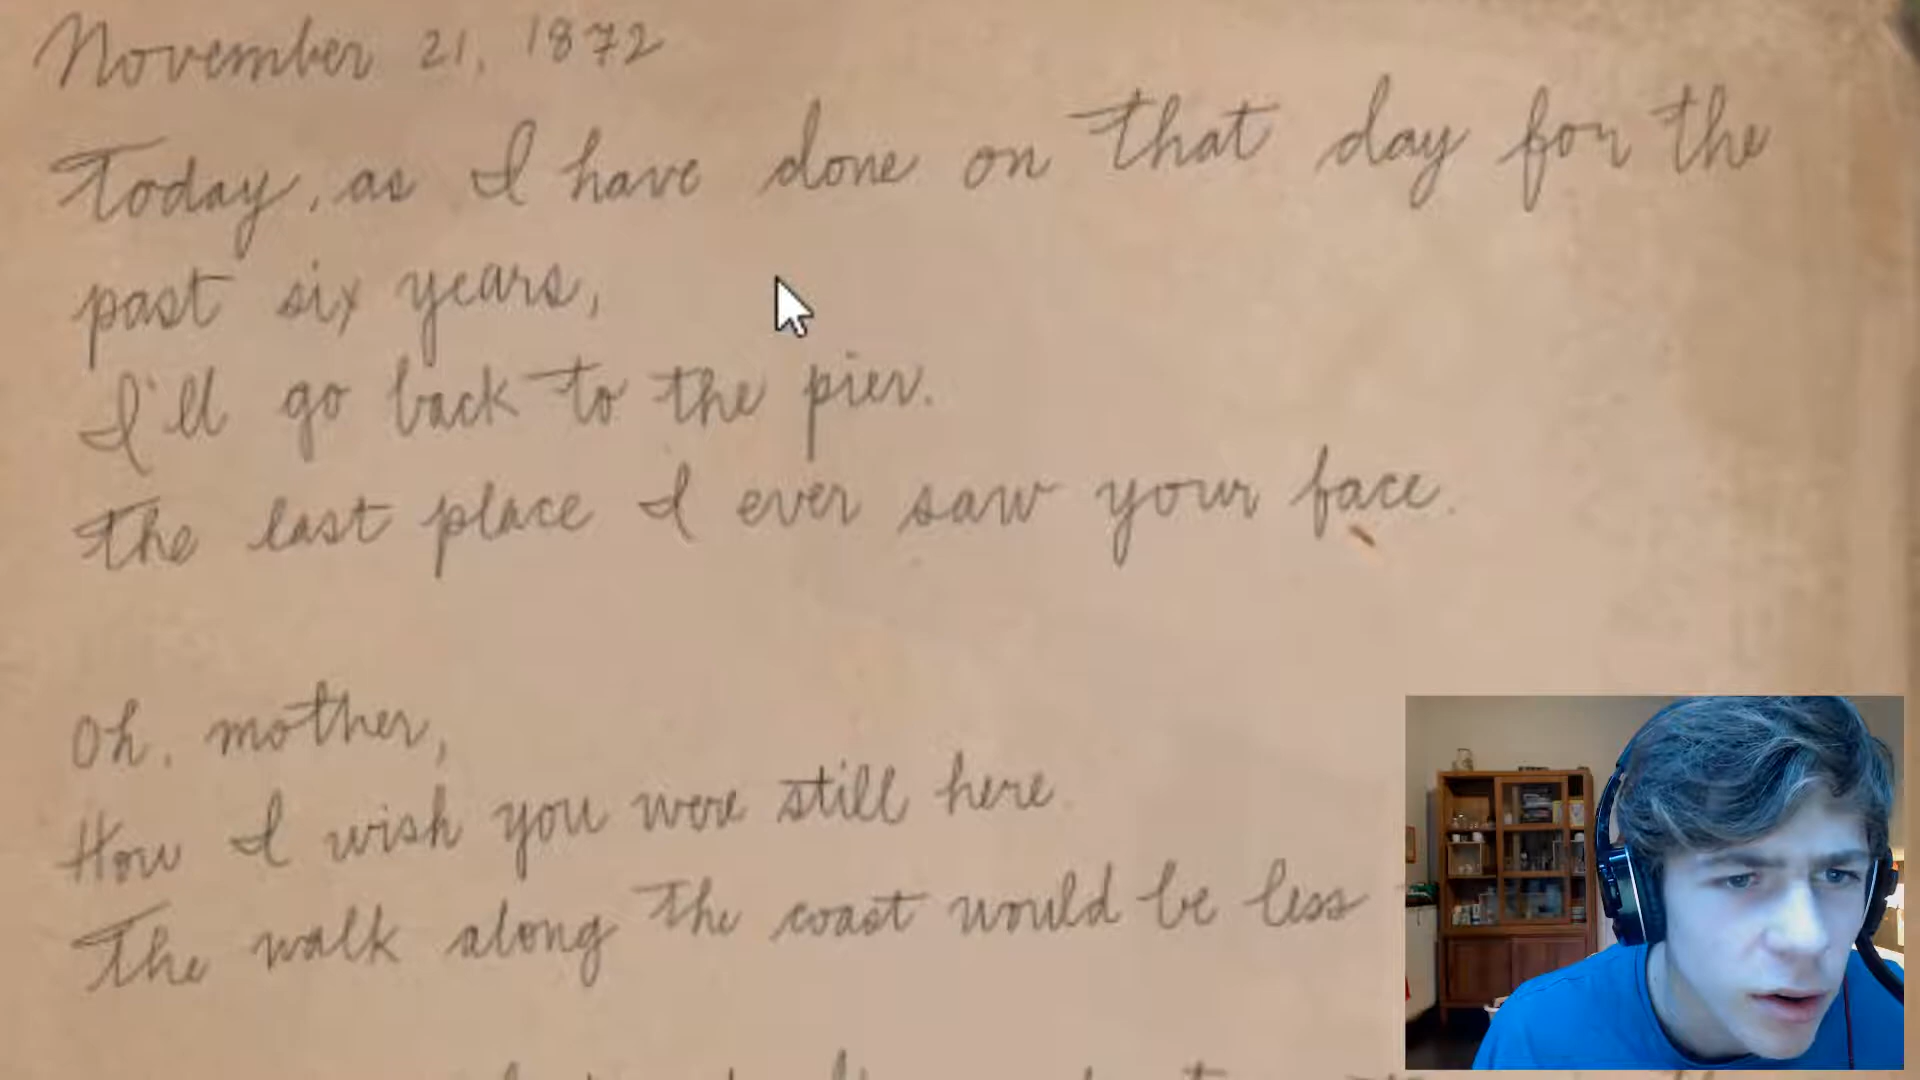 November 21, 1872
Today, as I have done on that day for the
past six years,
I'll go back to the pier.
The last place I ever saw your face.
Oh, mother,
How I wish you were still here.
The walk along the coast would be less